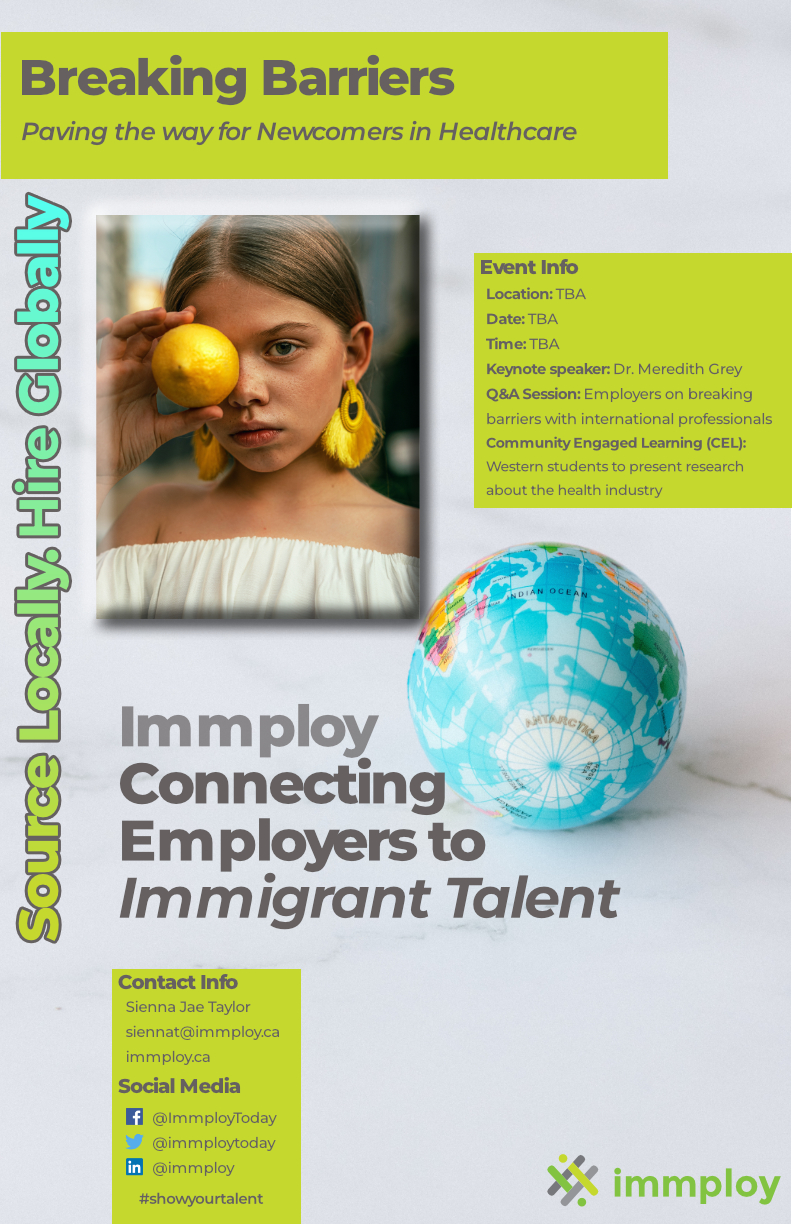 Breaking Barriers
Paving the way for Newcomers in Healthcare
Source Locally. Hire Globally
Event Info
Location: TBA
Date: TBA
Time: TBA
Keynote speaker: Dr. Meredith Grey
Q&A Session: Employers on breaking
barriers with international professionals
Community Engaged Learning (CEL):
Western students to present research
about the health industry
INDIAN OCEAN
ANTARCTICA
ROSS
SEA
Immploy
Connecting
Employers to
Immigrant Talent
Contact Info
Sienna Jae Taylor
siennat@immploy.ca
immploy.ca
Social Media
@ImmployToday
@immploytoday
in @immploy
#showyourtalent
immploy